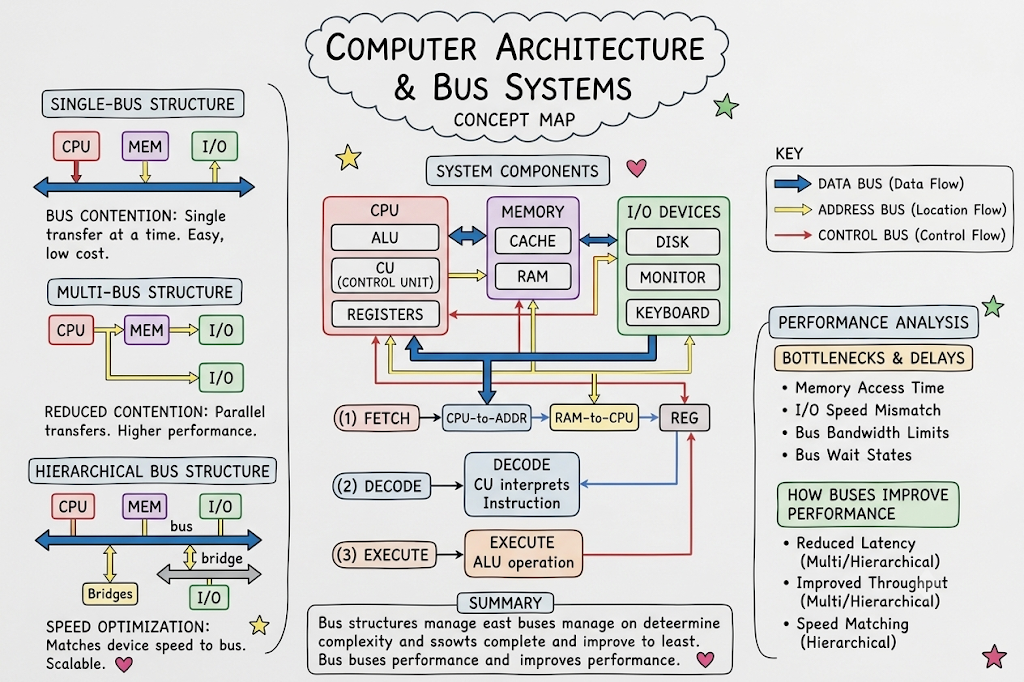 COMPUTER ARCHITECTURE
& BUS SYSTEMS
CONCEPT MAP
SINGLE-BUS STRUCTURE
CPU
MEM
I/O
BUS CONTENTION: Single
transfer at a time. Easy,
low cost.
MULTI-BUS STRUCTURE
CPU
MEM
I/O
I/O
REDUCED CONTENTION: Parallel
transfers. Higher performance.
HIERARCHICAL BUS STRUCTURE
CPU
MEM
I/O
bus
bridge
Bridges
I/O
SPEED OPTIMIZATION:
Matches device speed to bus.
Scalable.
SYSTEM COMPONENTS
CPU
ALU
CU
(CONTROL UNIT)
REGISTERS
MEMORY
CACHE
RAM
I/O DEVICES
DISK
MONITOR
KEYBOARD
(1) FETCH
CPU-to-ADDR
RAM-to-CPU
REG
(2) DECODE
DECODE
CU interprets
Instruction
(3) EXECUTE
EXECUTE
ALU operation
SUMMARY
Bus structures manage east buses manage on deteermine
complexity and ssowts complete and improve to least.
Bus buses performance and improves performance.
KEY
DATA BUS (Data Flow)
ADDRESS BUS (Location Flow)
CONTROL BUS (Control Flow)
PERFORMANCE ANALYSIS
BOTTLENECKS & DELAYS
• Memory Access Time
• I/O Speed Mismatch
• Bus Bandwidth Limits
• Bus Wait States
HOW BUSES IMPROVE
PERFORMANCE
• Reduced Latency
(Multi/Hierarchical)
• Improved Throughput
(Multi/Hierarchical)
• Speed Matching
(Hierarchical)